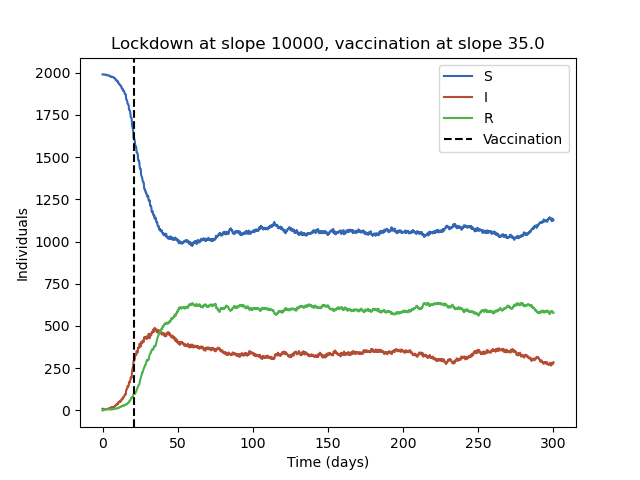 Lockdown at slope 10000, vaccination at slope 35.0
2000
1750
1500
1250
1000
750
500
250
0
Individuals
S
I
R
Vaccination
0 50 100 150 200 250 300
Time (days)